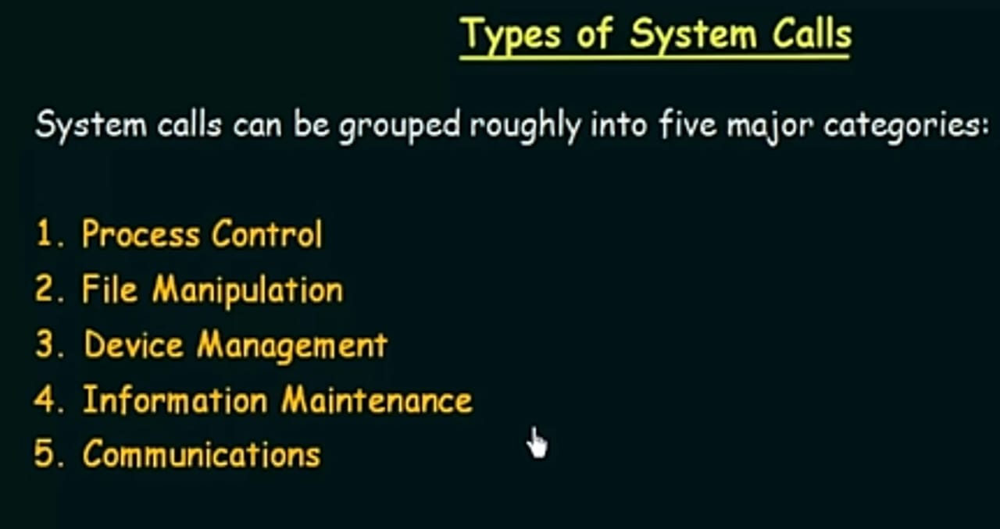 Types of System Calls
System calls can be grouped roughly into five major categories:
1. Process Control
2. File Manipulation
3. Device Management
4. Information Maintenance
5. Communications